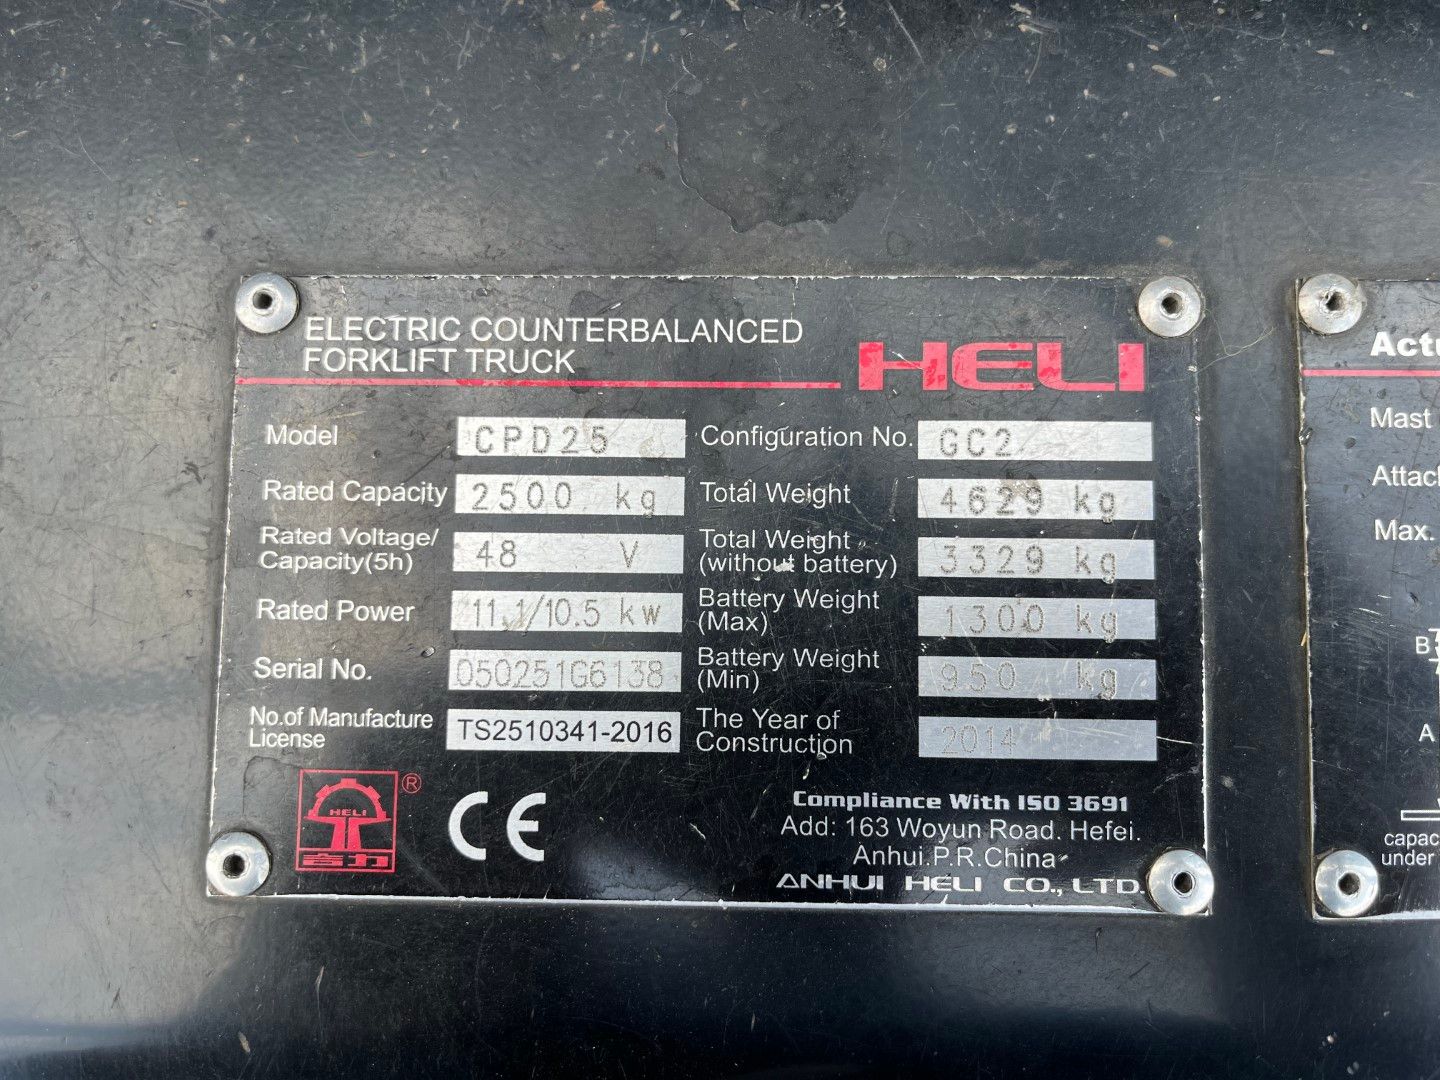 ELECTRIC COUNTERBALANCED
FORKLIFT TRUCK
HELI
Model CPD25 Configuration No. GC2
Rated Capacity 2500 kg Total Weight 4629 kg
Rated Voltage/
Capacity(5h) 48 V Total Weight
(without battery) 3329 kg
Rated Power 11.1/10.5 kw Battery Weight
(Max) 1300 kg
Serial No. 050251G6138 Battery Weight
(Min) 950 kg
No.of Manufacture
License TS2510341-2016 The Year of
Construction 2014
HELI
合力
®
CE
Compliance With ISO 3691
Add: 163 Woyun Road. Hefei.
Anhui.P.R.China
ANHUI HELI CO., LTD.
Mast
Max.
B
A
under